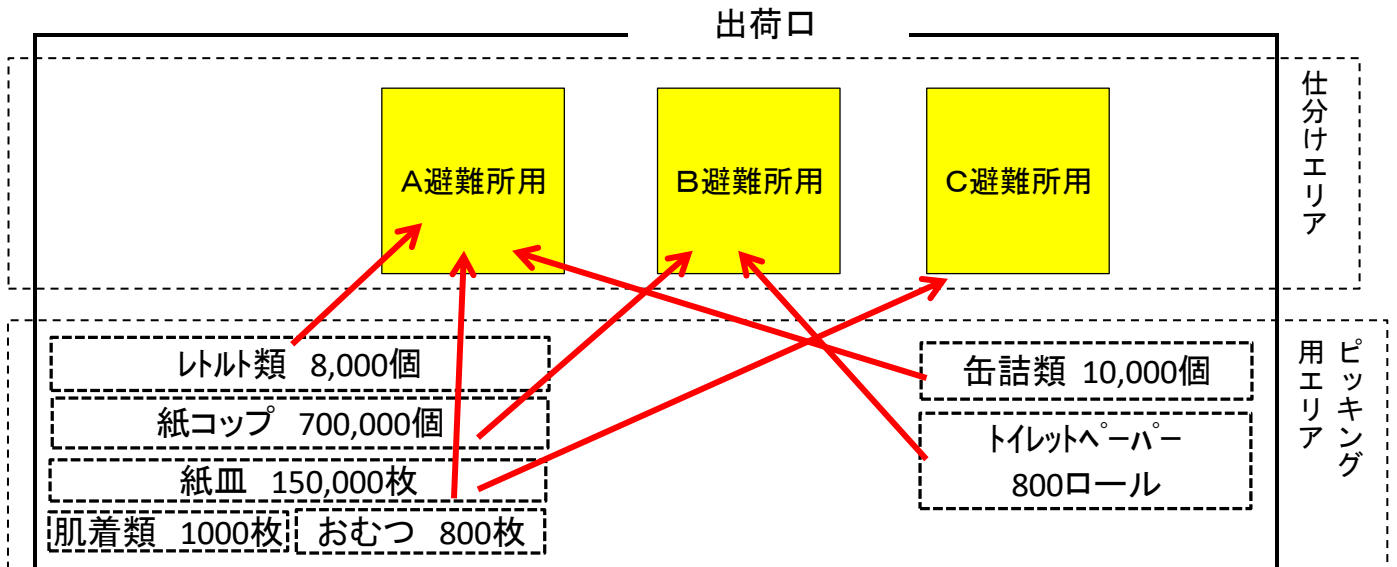 出荷口
A避難所用
B避難所用
C避難所用
仕分けエリア
レトルト類 8,000個
紙コップ 700,000個
紙皿 150,000枚
肌着類 1000枚
おむつ 800枚
缶詰類 10,000個
トイレットペーパー
800ロール
ピッキング
用エリア